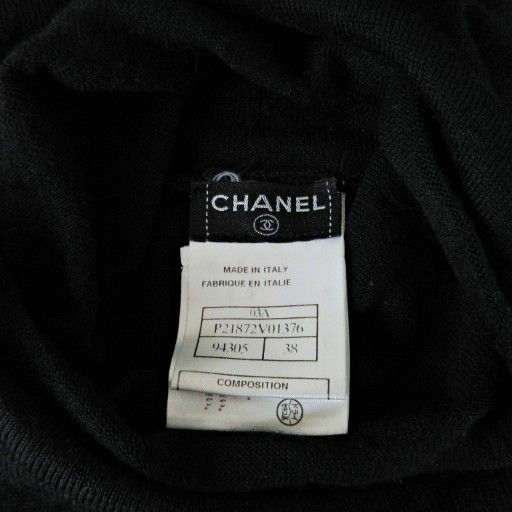 CHANEL
MADE IN ITALY
FABRIQUE EN ITALIE
03A
P21872V01376
94305 38
COMPOSITION